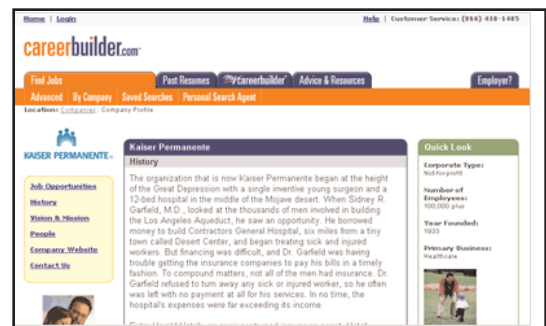 Home | Login
Help | Customer Service: (866) 438-1485
careerbuilder.com
Find Jobs
Post Resumes
mycareerbuilder
Advice & Resources
Employer?
Advanced | By Company | Saved Searches | Personal Search Agent
Location: Companies: Company Profile
KAISER PERMANENTE®
Job Opportunities
History
Vision & Mission
People
Company Website
Contact Us
Kaiser Permanente
History
The organization that is now Kaiser Permanente began at the height
of the Great Depression with a single inventive young surgeon and a
12-bed hospital in the middle of the Mojave desert. When Sidney R.
Garfield, M.D., looked at the thousands of men involved in building
the Los Angeles Aqueduct, he saw an opportunity. He borrowed
money to build Contractors General Hospital, six miles from a tiny
town called Desert Center, and began treating sick and injured
workers. But financing was difficult, and Dr. Garfield was having
trouble getting the insurance companies to pay his bills in a timely
fashion. To compound matters, not all of the men had insurance. Dr.
Garfield refused to turn away any sick or injured worker, so he often
was left with no payment at all for his services. In no time, the
hospital's expenses were far exceeding its income.
Quick Look
Corporate Type:
Not-for-profit
Number of
Employees:
100,000 plus
Year Founded:
1933
Primary Business:
Healthcare